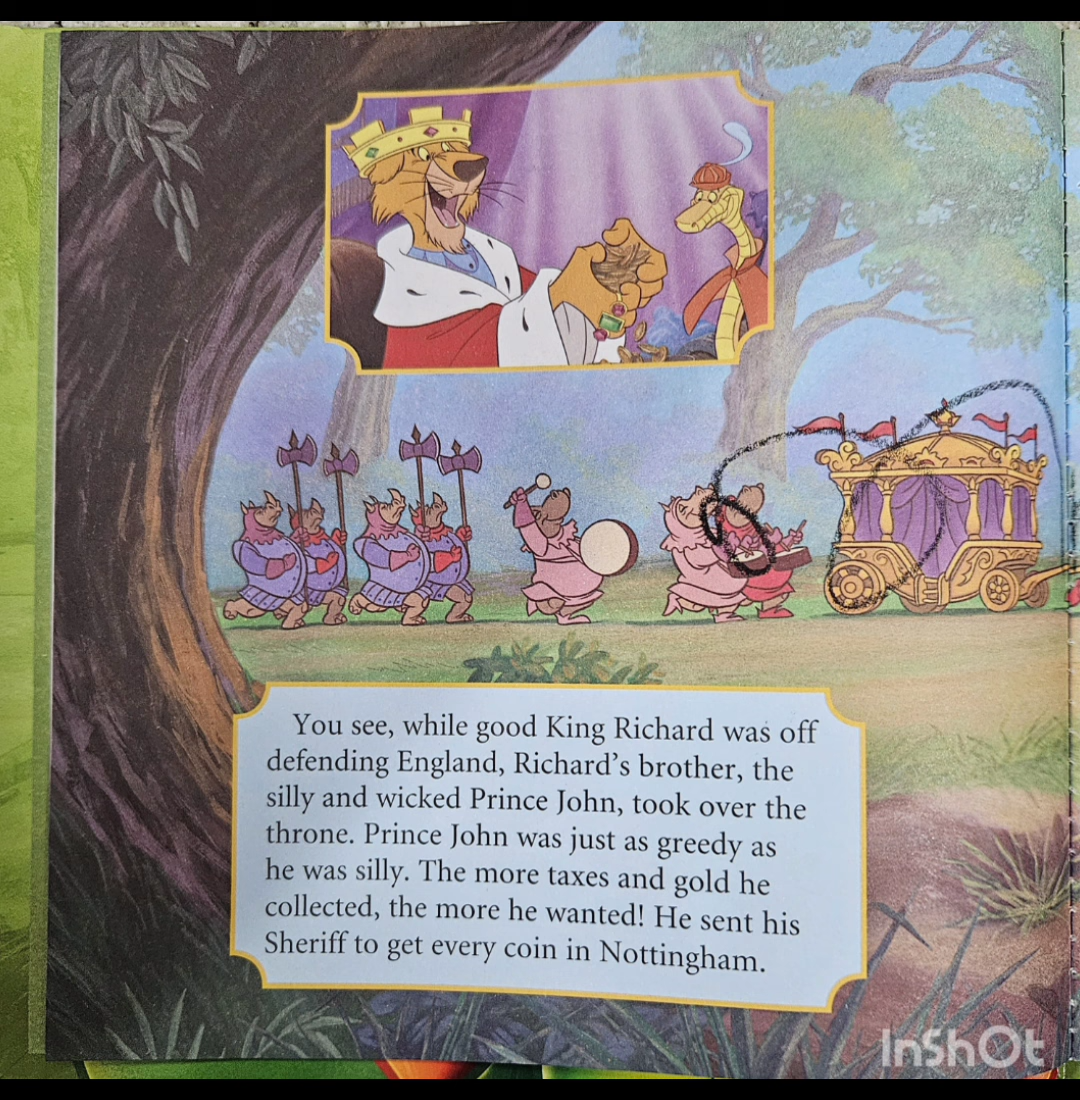 You see, while good King Richard was off
defending England, Richard’s brother, the
silly and wicked Prince John, took over the
throne. Prince John was just as greedy as
he was silly. The more taxes and gold he
collected, the more he wanted! He sent his
Sheriff to get every coin in Nottingham.
InShOt